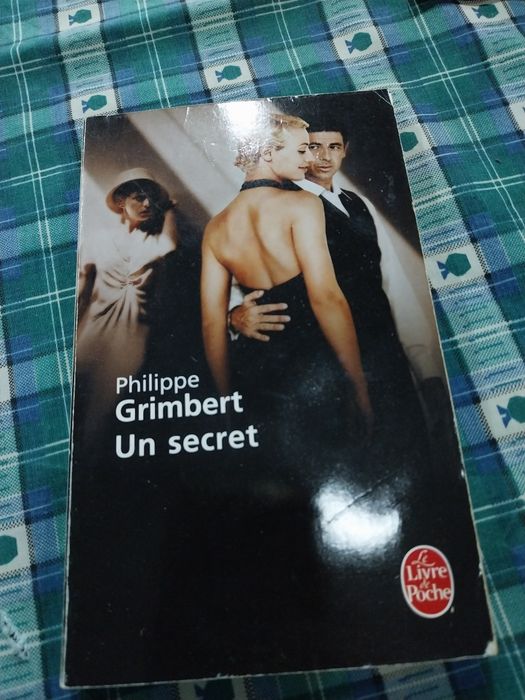 Philippe
Grimbert
Un secret
Le
Livre
de
Poche